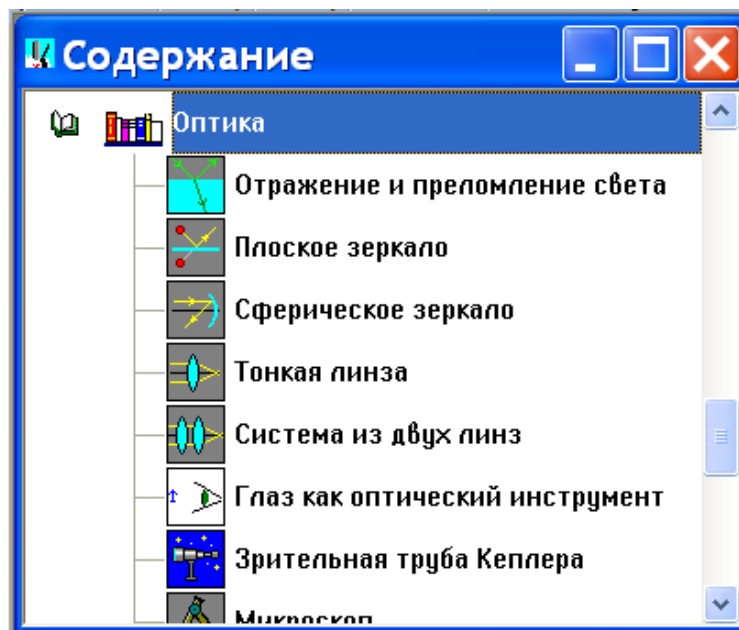 Содержание
Оптика
Отражение и преломление света
Плоское зеркало
Сферическое зеркало
Тонкая линза
Система из двух линз
Глаз как оптический инструмент
Зрительная труба Кеплера
Микроскоп